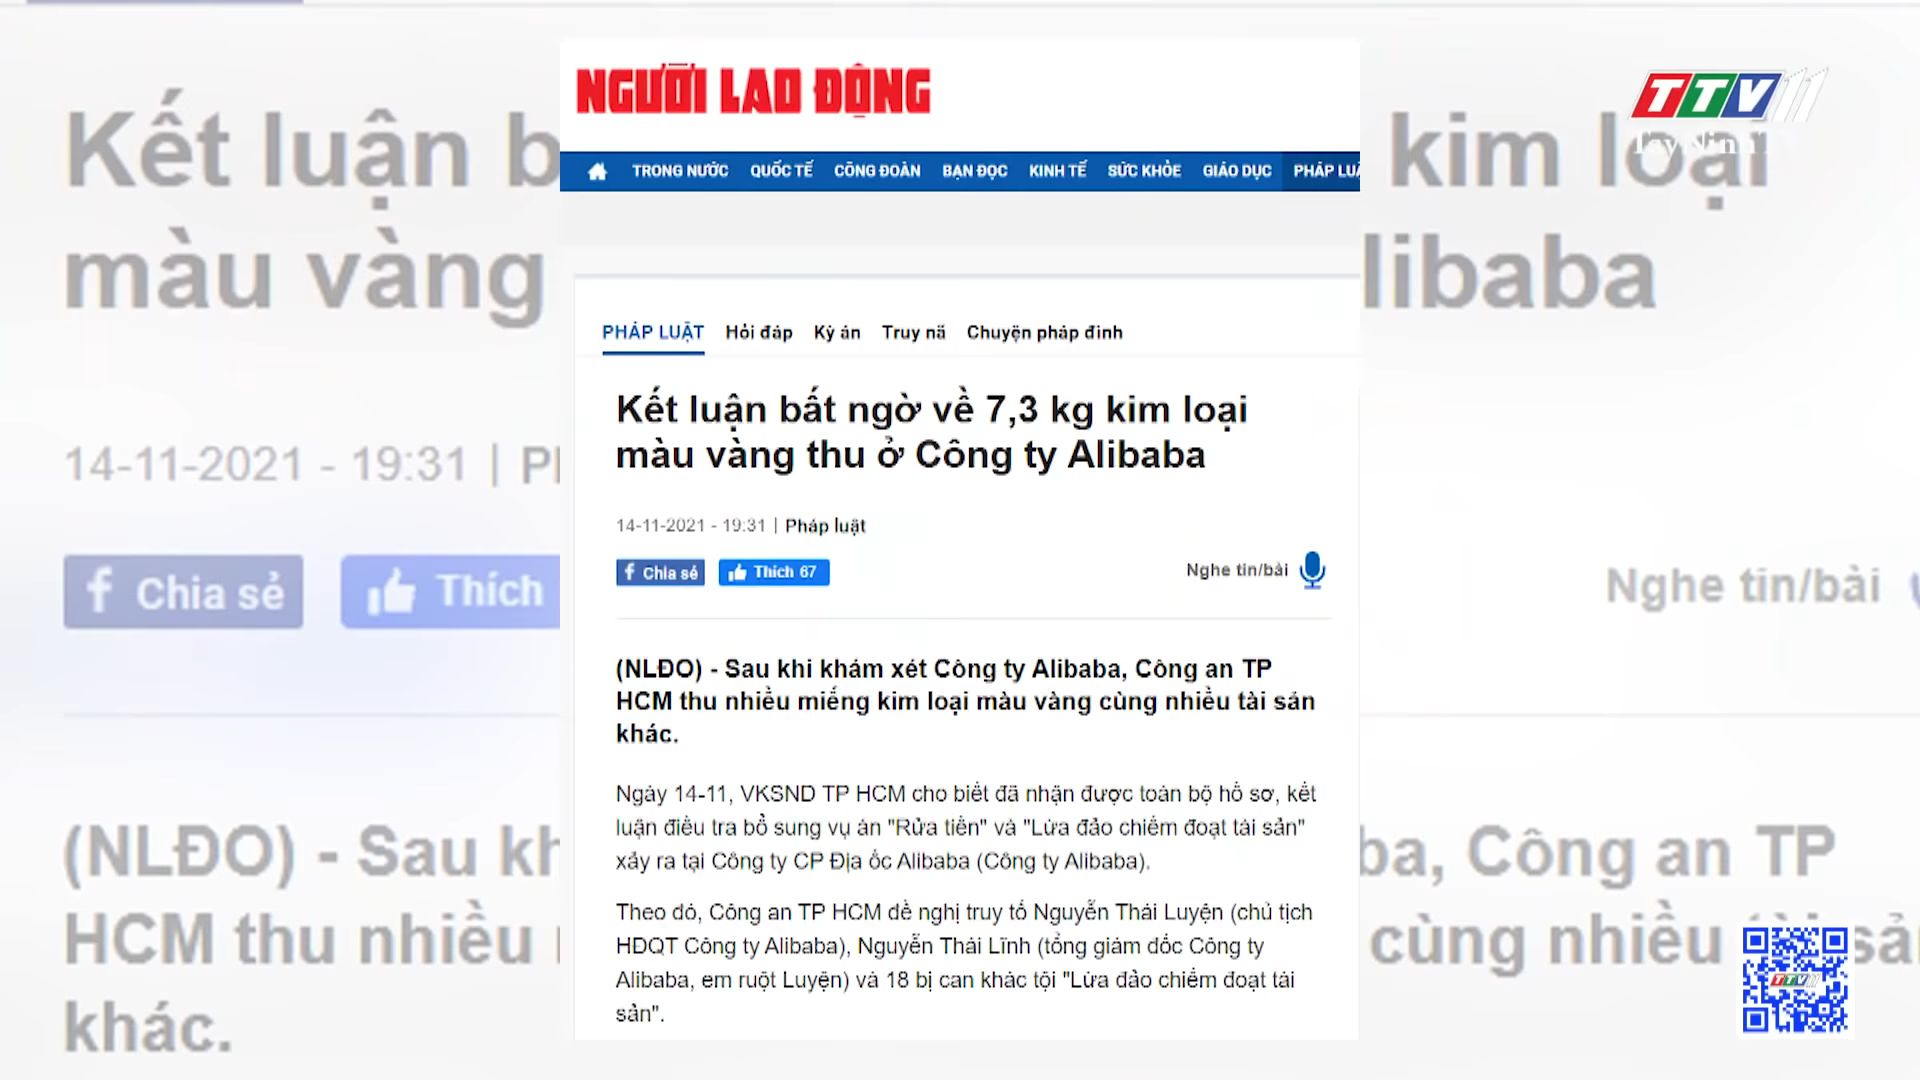 NGƯỜI LAO ĐỘNG
TTV11
Tây Ninh TV
TRONG NƯỚC QUỐC TẾ CÔNG ĐOÀN BẠN ĐỌC KINH TẾ SỨC KHỎE GIÁO DỤC PHÁP LUẬ
PHÁP LUẬT Hỏi đáp Kỳ án Truy nã Chuyện pháp đình
Kết luận bất ngờ về 7,3 kg kim loại
màu vàng thu ở Công ty Alibaba
14-11-2021 - 19:31 | Pháp luật
Chia sẻ Thích 67 Nghe tin/bài
(NLĐO) - Sau khi khám xét Công ty Alibaba, Công an TP
HCM thu nhiều miếng kim loại màu vàng cùng nhiều tài sản
khác.
Ngày 14-11, VKSND TP HCM cho biết đã nhận được toàn bộ hồ sơ, kết
luận điều tra bổ sung vụ án "Rửa tiền" và "Lừa đảo chiếm đoạt tài sản"
xảy ra tại Công ty CP Địa ốc Alibaba (Công ty Alibaba).
Theo đó, Công an TP HCM đề nghị truy tố Nguyễn Thái Luyện (chủ tịch
HĐQT Công ty Alibaba), Nguyễn Thái Lĩnh (tổng giám đốc Công ty
Alibaba, em ruột Luyện) và 18 bị can khác tội "Lừa đảo chiếm đoạt tài
sản".
Kết luận b kim loại
màu vàng libaba
14-11-2021 - 19:31 | P
Chia sẻ Thích Nghe tin/bài
(NLĐO) - Sau kh ba, Công an TP
HCM thu nhiều cùng nhiều tài sả
khác.
TTV11